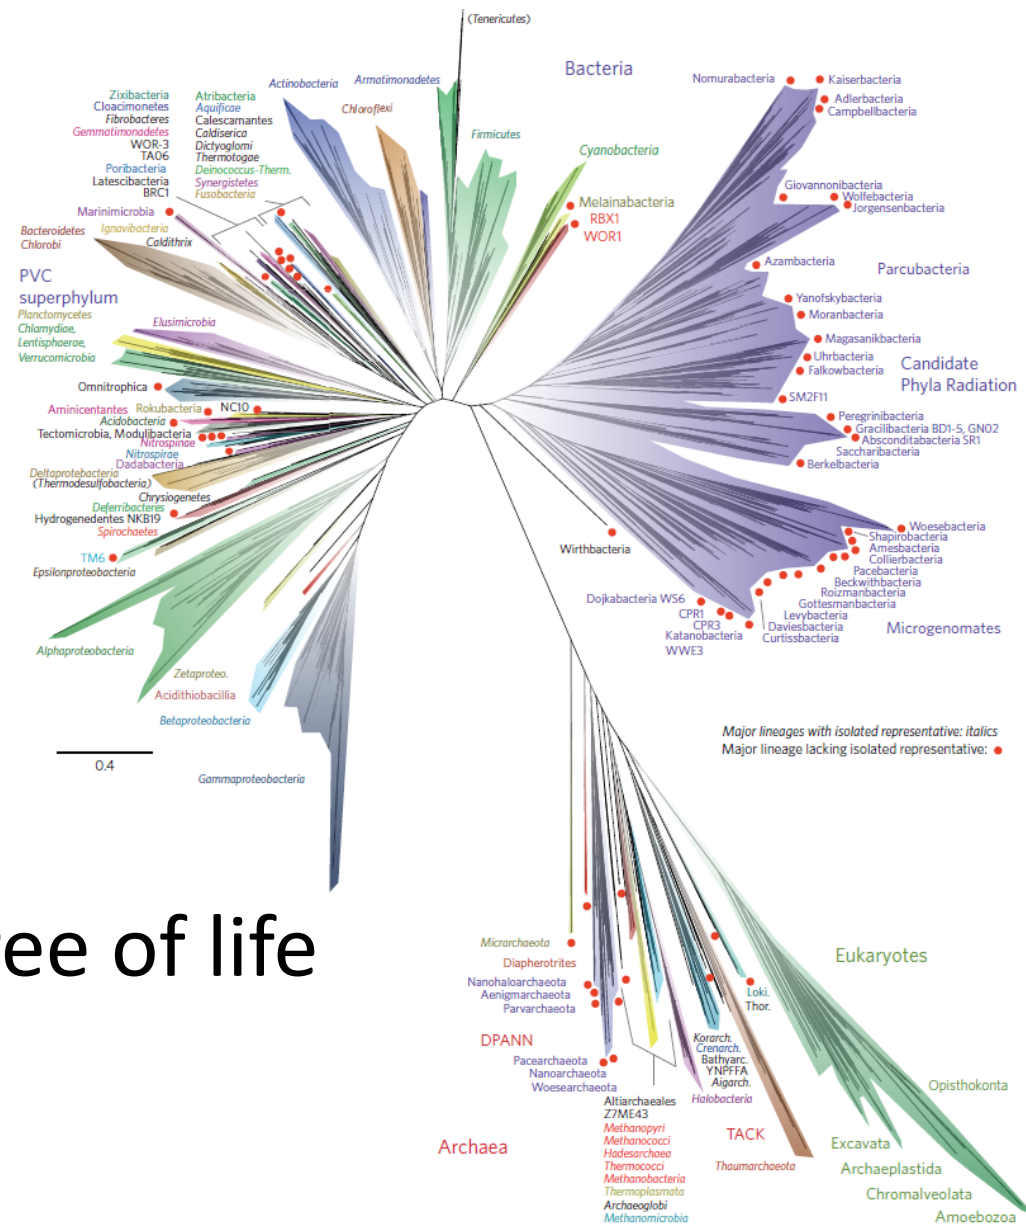 (Tenericutes)
Bacteria
Actinobacteria
Armatimonadetes
Nomurabacteria
Kaiserbacteria
Adlerbacteria
Campbellbacteria
Zixibacteria
Cloacimonetes
Fibrobacteres
Gemmatimonadetes
WOR-3
TA06
Poribacteria
Latescibacteria
BRC1
Atribacteria
Aquificae
Calescamantes
Caldiserica
Dictyoglomi
Thermotogae
Deinococcus-Therm.
Synergistetes
Fusobacteria
Chloroflexi
Firmicutes
Cyanobacteria
Melainabacteria
RBX1
WOR1
Giovannonibacteria
Wolfebacteria
Jorgensenbacteria
Marinimicrobia
Ignavibacteria
Caldithrix
Bacteroidetes
Chlorobi
Azambacteria
Parcubacteria
PVC
superphylum
Planctomycetes
Chlamydiae,
Lentisphaerae,
Verrucomicrobia
Elusimicrobia
Yanofskybacteria
Moranbacteria
Magasanikbacteria
Uhrbacteria
Falkowbacteria
Candidate
Phyla Radiation
SM2F11
Omnitrophica
Aminicentantes
Rokubacteria
NC10
Acidobacteria
Tectomicrobia, Modulibacteria
Nitrospinae
Nitrospirae
Dadabacteria
Deltaprotebacteria
(Thermodesulfobacteria)
Chrysiogenetes
Deferribacteres
Hydrogenedentes NKB19
Spirochaetes
TM6
Epsilonproteobacteria
Peregrinibacteria
Gracilibacteria BD1-5, GN02
Absconditabacteria SR1
Saccharibacteria
Berkelbacteria
Woesebacteria
Shapirobacteria
Amesbacteria
Collierbacteria
Pacebacteria
Beckwithbacteria
Roizmanbacteria
Gottesmanbacteria
Levybacteria
Daviesbacteria
Curtissbacteria
Microgenomates
Wirthbacteria
Dojkabacteria WS6
CPR1
CPR3
Katanobacteria
WWE3
Alphaproteobacteria
Zetaproteo.
Acidithiobacillia
Betaproteobacteria
Gammaproteobacteria
0.4
Major lineages with isolated representative: italics
Major lineage lacking isolated representative:
ee of life
Micrarchaeota
Diapherotrites
Nanohaloarchaeota
Aenigmarchaeota
Parvarchaeota
DPANN
Pacearchaeota
Nanoarchaeota
Woesearchaeota
Altiarchaeales
Z7ME43
Methanopyri
Methanococci
Hadesarchaea
Thermococci
Methanobacteria
Thermoplasmata
Archaeoglobi
Methanomicrobia
Halobacteria
Korarch.
Crenarch.
Bathyarc.
YNPFFA
Aigarch.
Loki.
Thor.
TACK
Thaumarchaeota
Archaea
Eukaryotes
Opisthokonta
Excavata
Archaeplastida
Chromalveolata
Amoebozoa